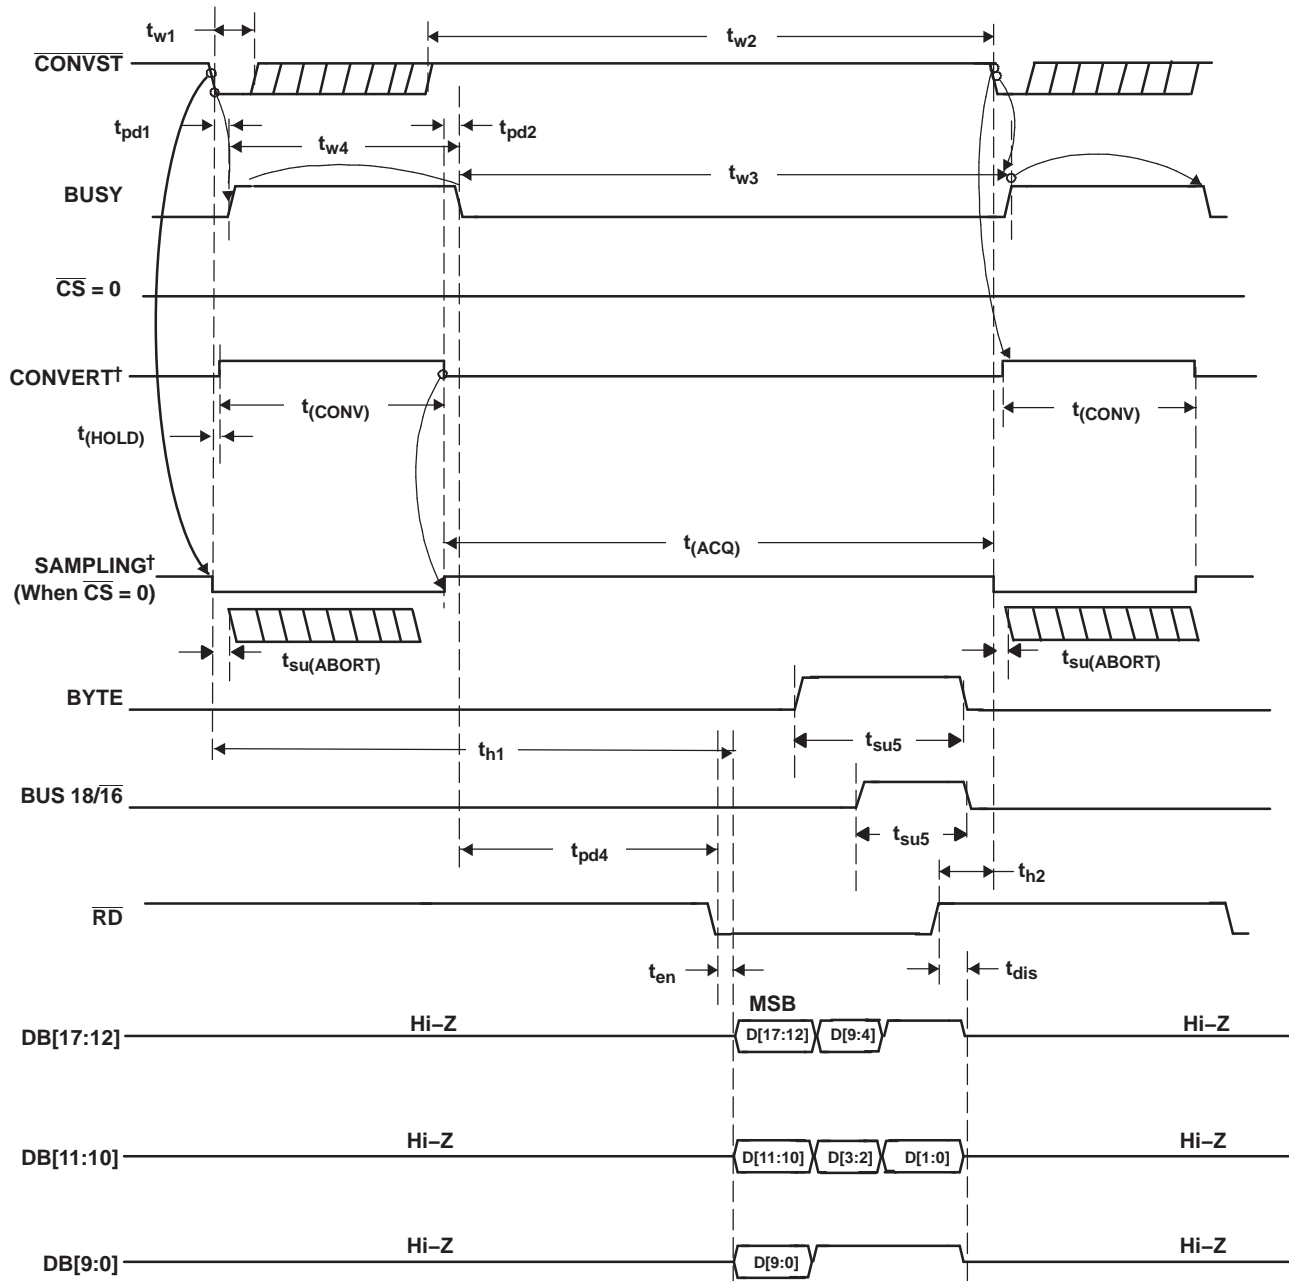 tw1
tw2
CONVST
tpd1
tw4
tpd2
tw3
BUSY
CS = 0
CONVERT†
t(CONV)
t(CONV)
t(HOLD)
t(ACQ)
SAMPLING†
(When CS = 0)
tsu(ABORT)
tsu(ABORT)
BYTE
th1
tsu5
BUS 18/16
tsu5
tpd4
th2
RD
ten
tdis
MSB
Hi–Z
Hi–Z
DB[17:12]
D[17:12]
D[9:4]
Hi–Z
Hi–Z
DB[11:10]
D[11:10]
D[3:2]
D[1:0]
Hi–Z
Hi–Z
DB[9:0]
D[9:0]